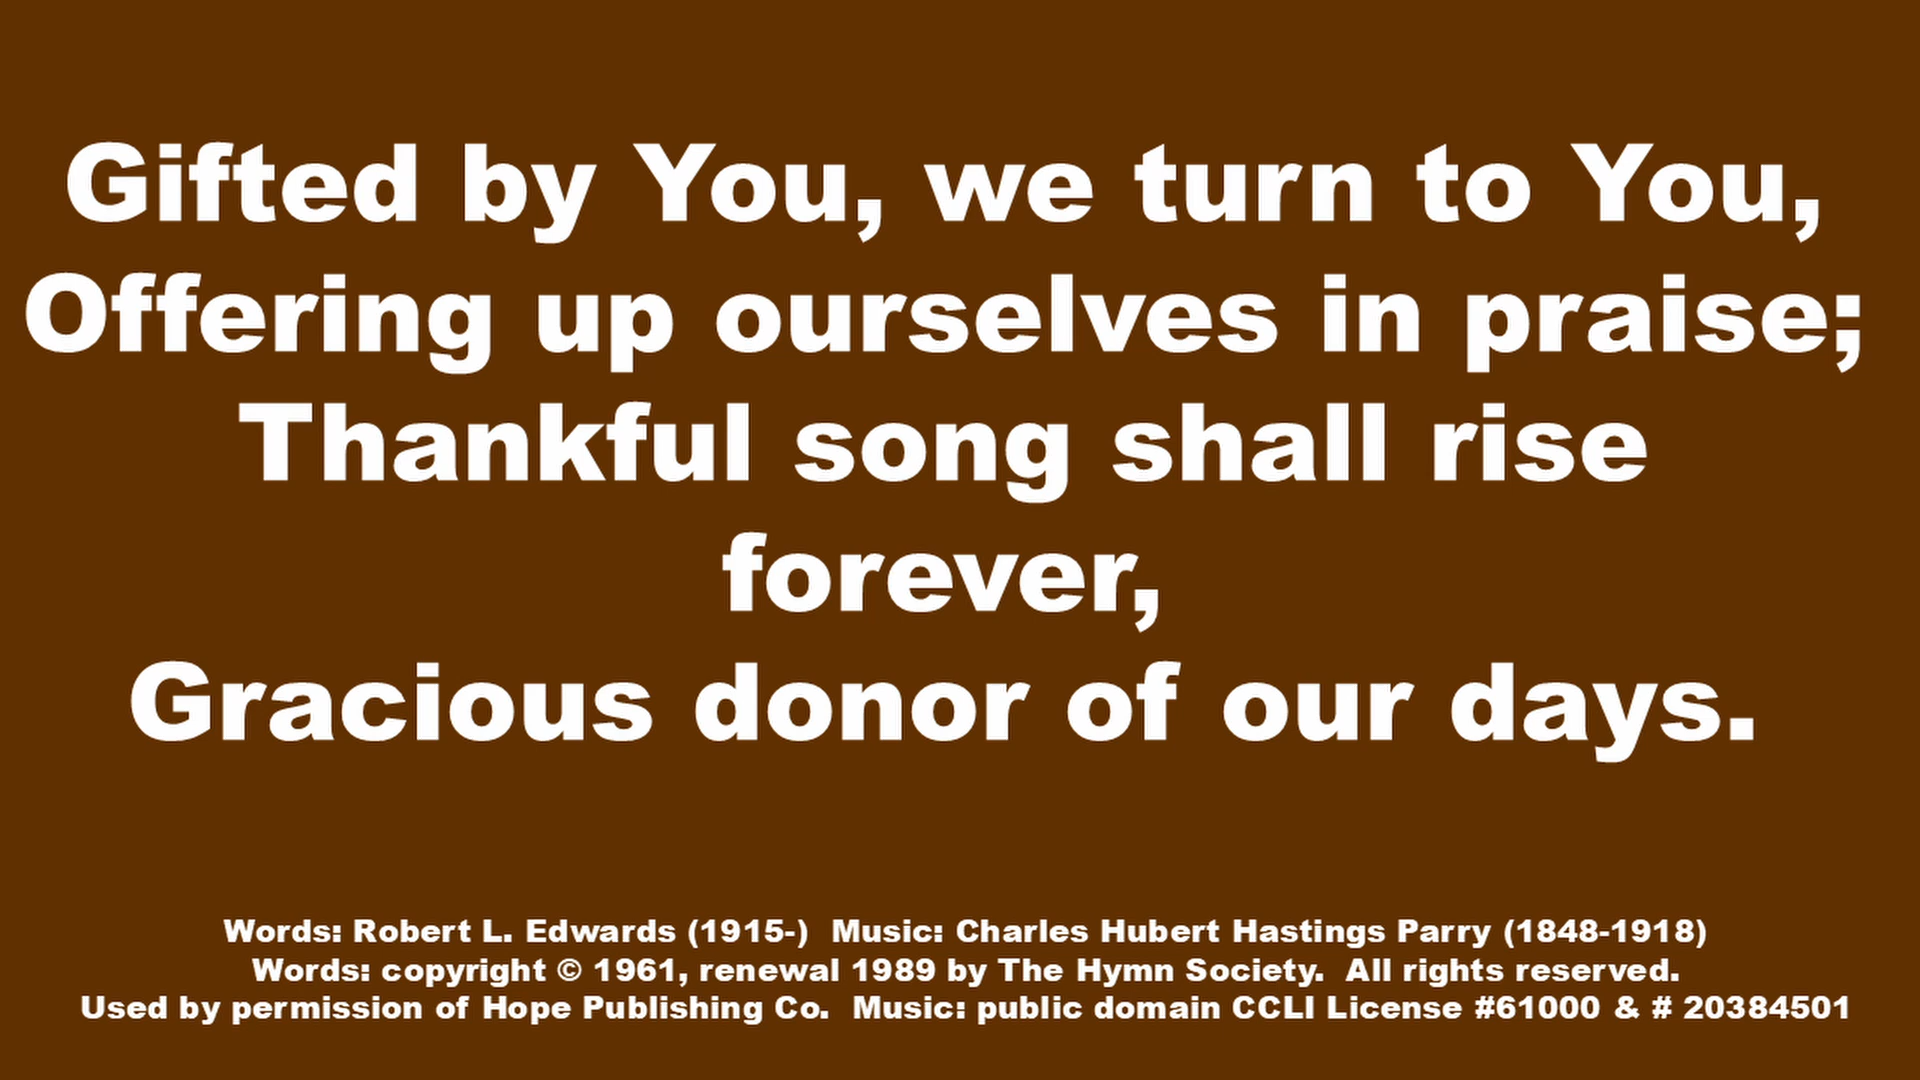 Gifted by You, we turn to You,
Offering up ourselves in praise;
Thankful song shall rise
forever,
Gracious donor of our days.
Words: Robert L. Edwards (1915-)  Music: Charles Hubert Hastings Parry (1848-1918)
Words: copyright © 1961, renewal 1989 by The Hymn Society.  All rights reserved.
Used by permission of Hope Publishing Co.  Music: public domain CCLI License #61000 & # 20384501